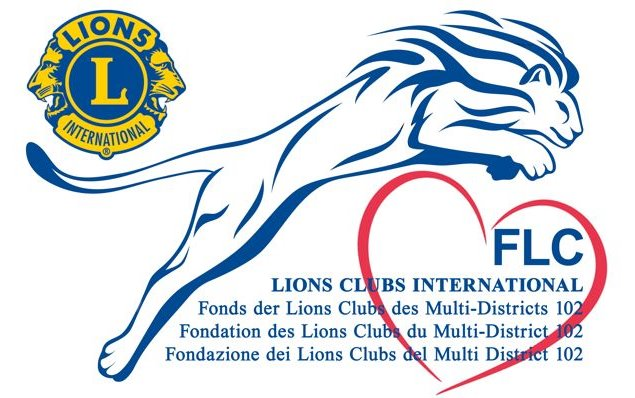 LIONS
L
INTERNATIONAL
®
FLC
LIONS CLUBS INTERNATIONAL
Fonds der Lions Clubs des Multi-Districts 102
Fondation des Lions Clubs du Multi-District 102
Fondazione dei Lions Clubs del Multi District 102